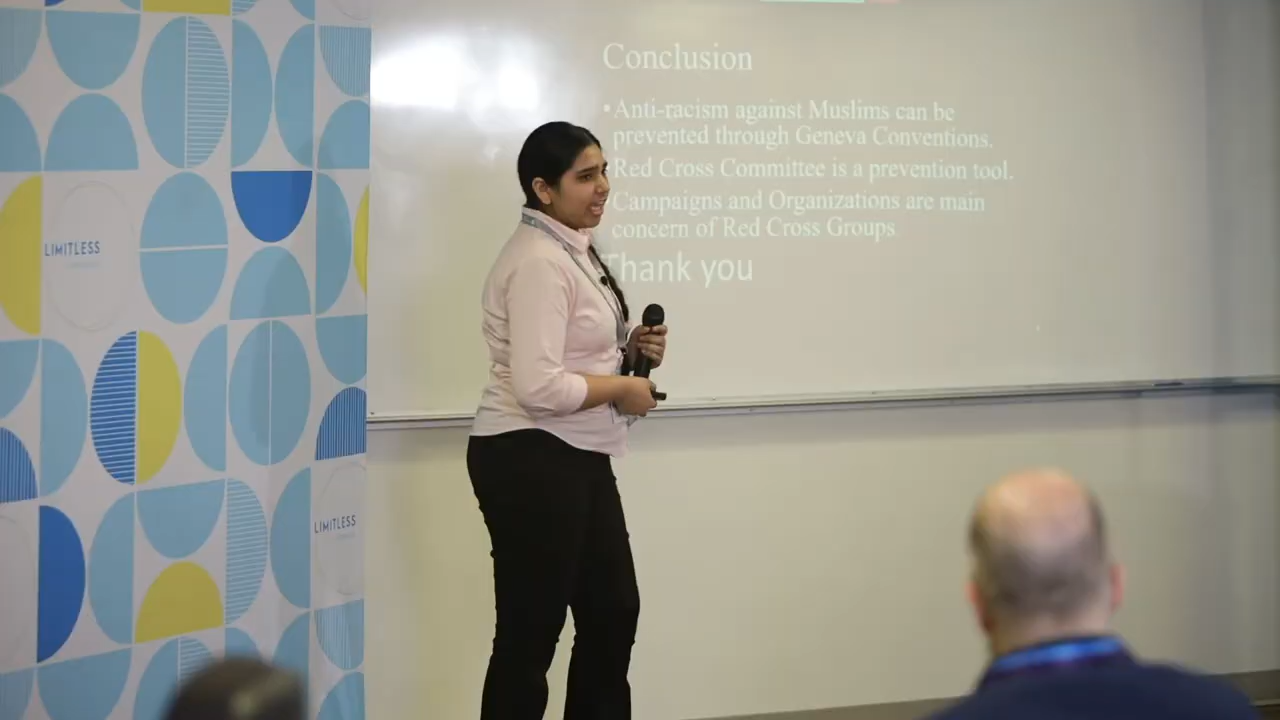 Conclusion
•Anti-racism against Muslims can be
prevented through Geneva Conventions.
Red Cross Committee is a prevention tool.
Campaigns and Organizations are main
concern of Red Cross Groups.
Thank you
LIMITLESS
LIMITLESS